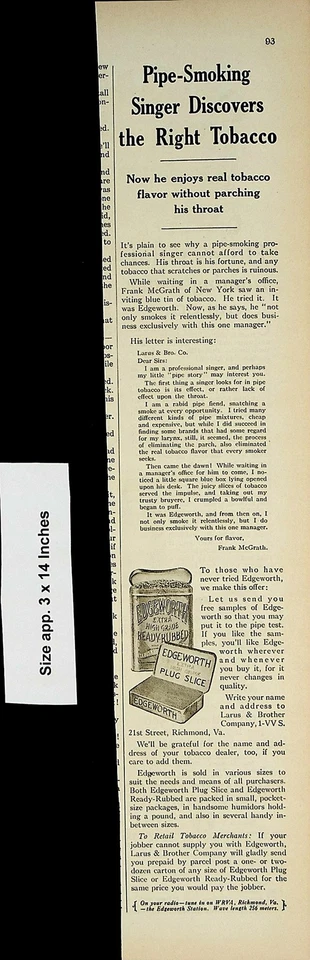 93
Pipe-Smoking
Singer Discovers
the Right Tobacco
Now he enjoys real tobacco
flavor without parching
his throat
It's plain to see why a pipe-smoking pro-
fessional singer cannot afford to take
chances. His throat is his fortune, and any
tobacco that scratches or parches is ruinous.
While waiting in a manager's office,
Frank McGrath of New York saw an in-
viting blue tin of tobacco. He tried it. It
was Edgeworth. Now, as he says, he "not
only smokes it relentlessly, but does busi-
ness exclusively with this one manager."
His letter is interesting:
Larus & Bro. Co.
Dear Sirs:
I am a professional singer, and perhaps
my little "pipe story" may interest you.
The first thing a singer looks for in pipe
tobacco is its effect, or rather lack of
effect upon the throat.
I am a rabid pipe fiend, snatching a
smoke at every opportunity. I tried many
different kinds of pipe mixtures, cheap
and expensive, but while I did succeed in
finding some brands that had some regard
for my larynx, still, it seemed, the process
of eliminating the parch, also eliminated
the real tobacco flavor that every smoker
seeks.
Then came the dawn! While waiting in
a manager's office for him to come, I no-
ticed a little square blue box lying opened
upon his desk. The juicy slices of tobacco
served the impulse, and taking out my
trusty bruyere, I crumpled a bowlful and
began to puff.
It was Edgeworth, and from then on, I
not only smoke it relentlessly, but I do
business exclusively with this one manager.
Yours for flavor,
Frank McGrath.
EDGEWORTH
EXTRA
HIGH GRADE
READY-RUBBED
EDGEWORTH
EXTRA
PLUG SLICE
EDGEWORTH
To those who have
never tried Edgeworth,
we make this offer:
Let us send you
free samples of Edge-
worth so that you may
put it to the pipe test.
If you like the sam-
ples, you'll like Edge-
worth wherever
and whenever
you buy it, for it
never changes in
quality.
Write your name
and address to
Larus & Brother
Company, 1-VV S.
21st Street, Richmond, Va.
We'll be grateful for the name and ad-
dress of your tobacco dealer, too, if you
care to add them.
Edgeworth is sold in various sizes to
suit the needs and means of all purchasers.
Both Edgeworth Plug Slice and Edgeworth
Ready-Rubbed are packed in small, pocket-
size packages, in handsome humidors hold-
ing a pound, and also in several handy in-
between sizes.
To Retail Tobacco Merchants: If your
jobber cannot supply you with Edgeworth,
Larus & Brother Company will gladly send
you prepaid by parcel post a one- or two-
dozen carton of any size of Edgeworth Plug
Slice or Edgeworth Ready-Rubbed for the
same price you would pay the jobber.
On your radio—tune in on WRVA, Richmond, Va.
—the Edgeworth Station. Wave length 256 meters.
Size app. 3 x 14 Inches